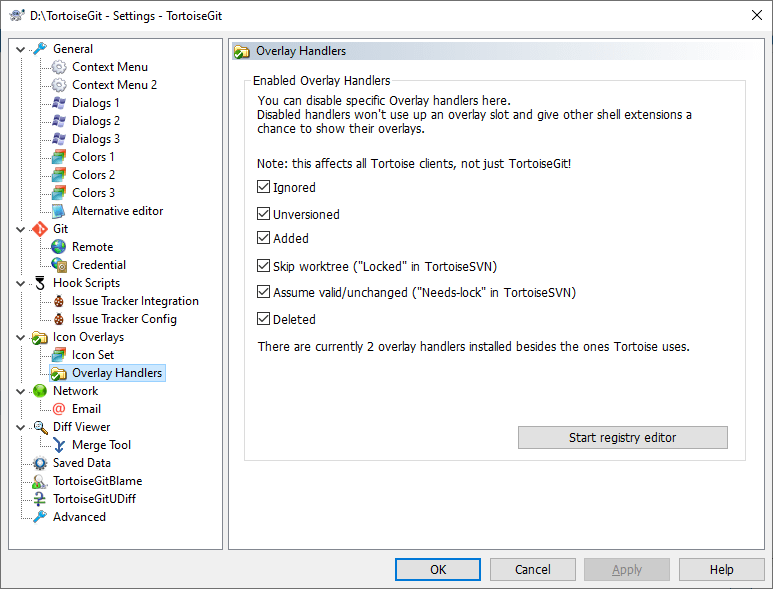 D:\TortoiseGit - Settings - TortoiseGit
General
Context Menu
Context Menu 2
Dialogs 1
Dialogs 2
Dialogs 3
Colors 1
Colors 2
Colors 3
Alternative editor
Git
Remote
Credential
Hook Scripts
Issue Tracker Integration
Issue Tracker Config
Icon Overlays
Icon Set
Overlay Handlers
Network
Email
Diff Viewer
Merge Tool
Saved Data
TortoiseGitBlame
TortoiseGitUDiff
Advanced
Overlay Handlers
Enabled Overlay Handlers
You can disable specific Overlay handlers here.
Disabled handlers won't use up an overlay slot and give other shell extensions a
chance to show their overlays.
Note: this affects all Tortoise clients, not just TortoiseGit!
Ignored
Unversioned
Added
Skip worktree ("Locked" in TortoiseSVN)
Assume valid/unchanged ("Needs-lock" in TortoiseSVN)
Deleted
There are currently 2 overlay handlers installed besides the ones Tortoise uses.
Start registry editor
OK
Cancel
Apply
Help